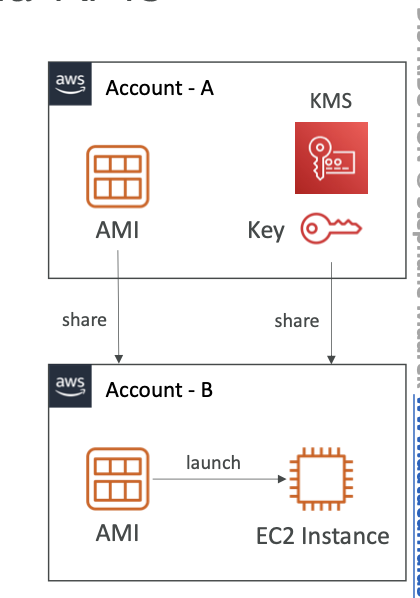 aws
Account - A
KMS
AMI
Key
share
share
aws
Account - B
launch
AMI
EC2 Instance